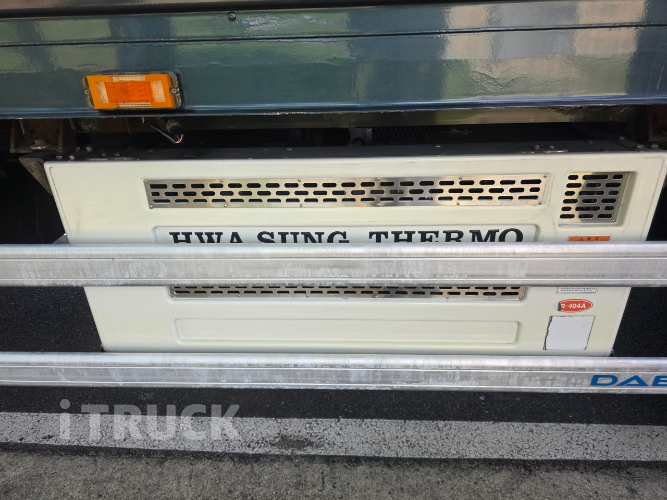 HWA SUNG THERMO
R-404A
DAE
iTRUCK